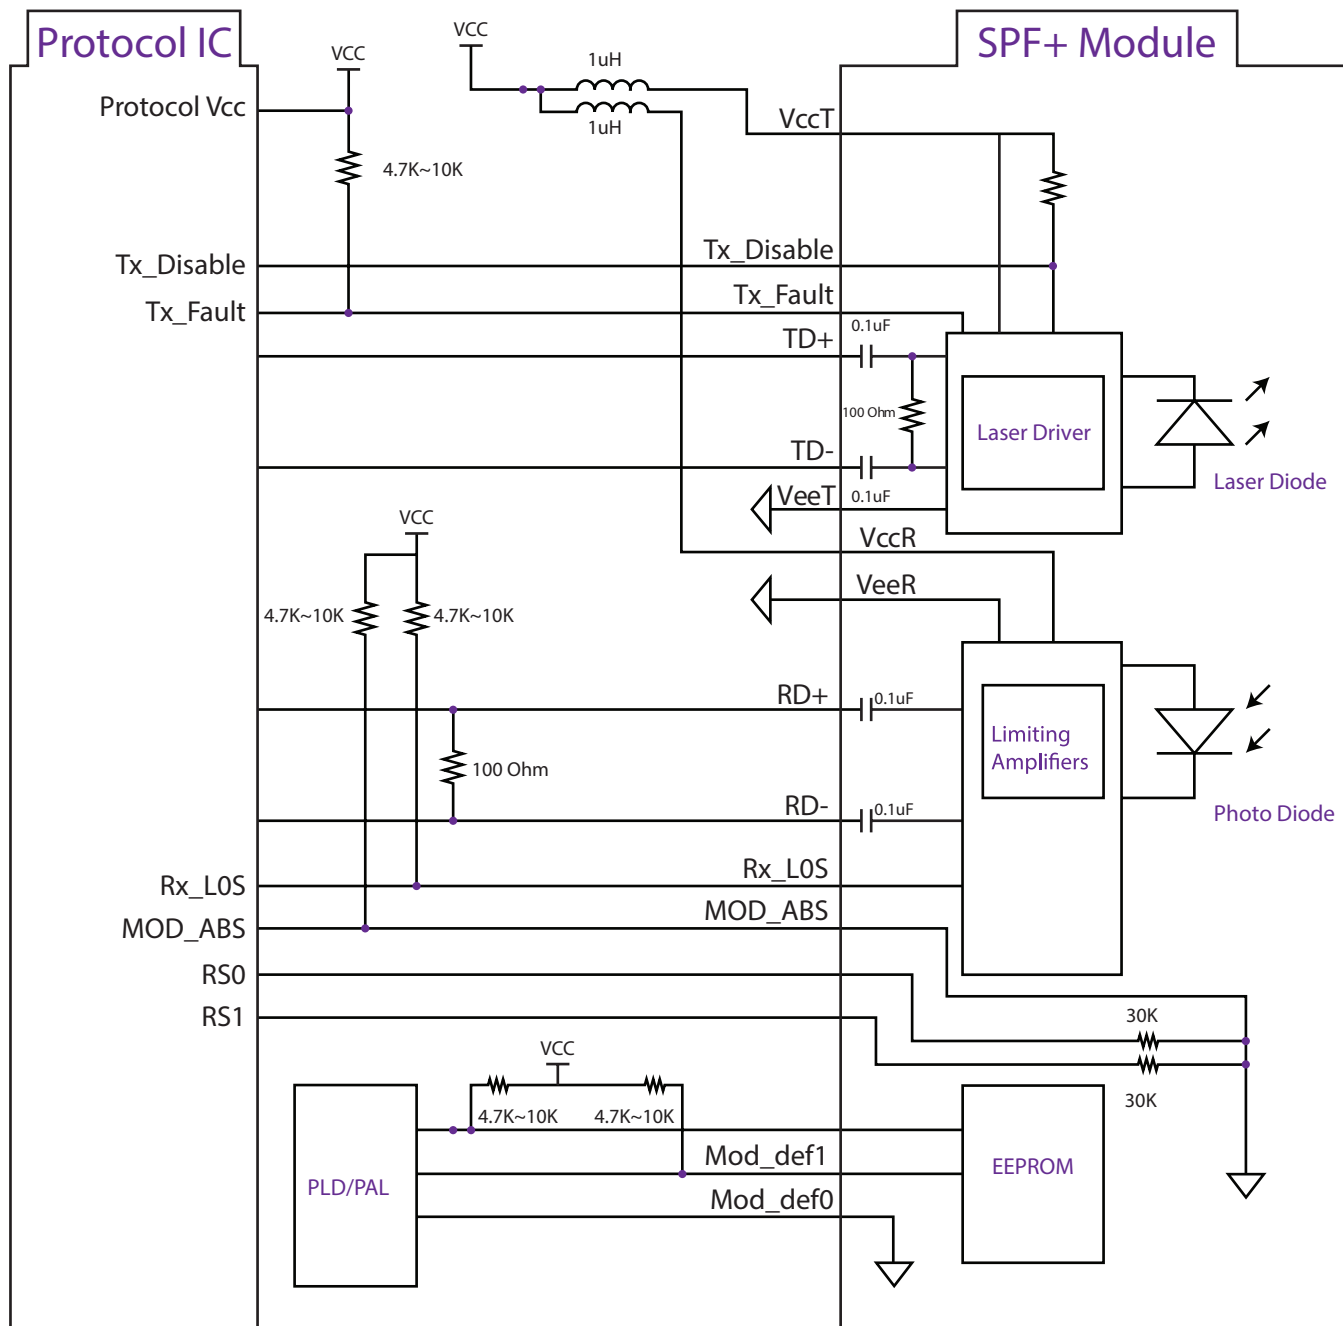 Protocol IC
SPF+ Module
VCC
VCC
1uH
1uH
Protocol Vcc
VccT
4.7K~10K
Tx_Disable
Tx_Disable
Tx_Fault
Tx_Fault
0.1uF
TD+
100 Ohm
Laser Driver
TD-
Laser Diode
VeeT
0.1uF
VCC
VccR
VeeR
4.7K~10K
4.7K~10K
RD+
0.1uF
Limiting
Amplifiers
100 Ohm
RD-
0.1uF
Photo Diode
Rx_L0S
Rx_L0S
MOD_ABS
MOD_ABS
RS0
RS1
30K
VCC
30K
4.7K~10K
4.7K~10K
Mod_def1
EEPROM
PLD/PAL
Mod_def0